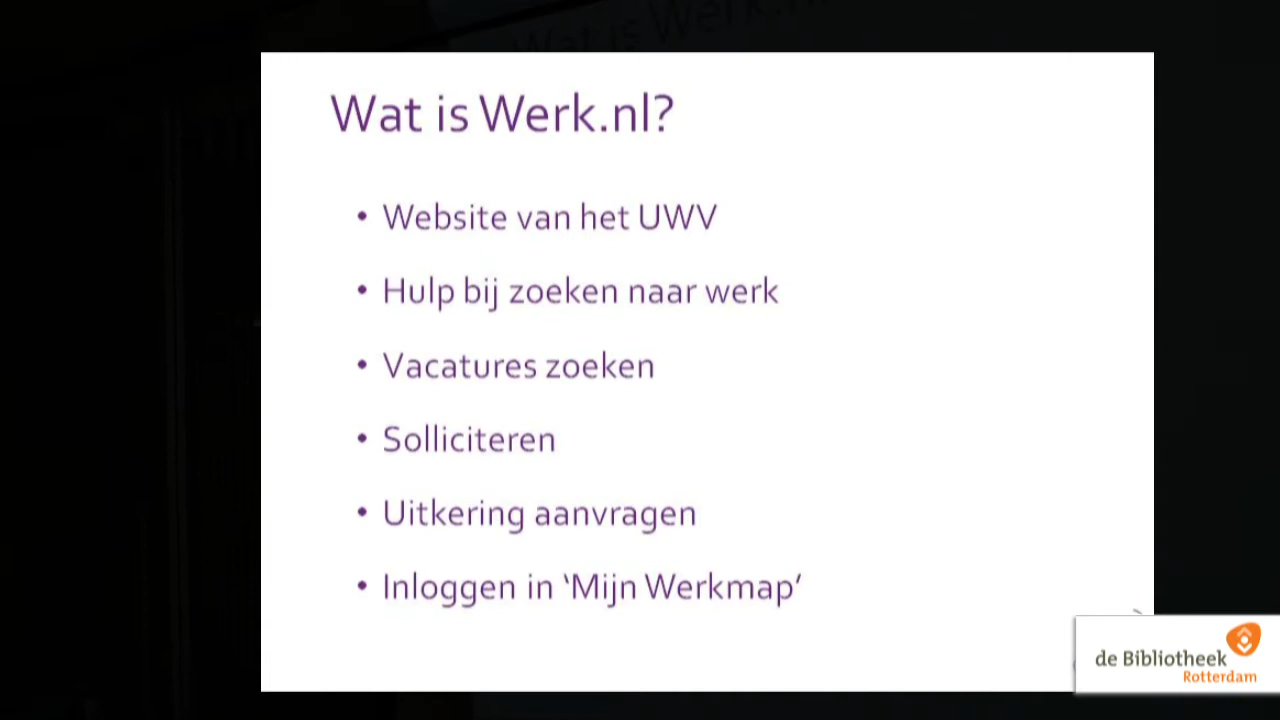 Wat is Werk.nl?
• Website van het UWV
• Hulp bij zoeken naar werk
• Vacatures zoeken
• Solliciteren
• Uitkering aanvragen
• Inloggen in ‘Mijn Werkmap’
de Bibliotheek
Rotterdam